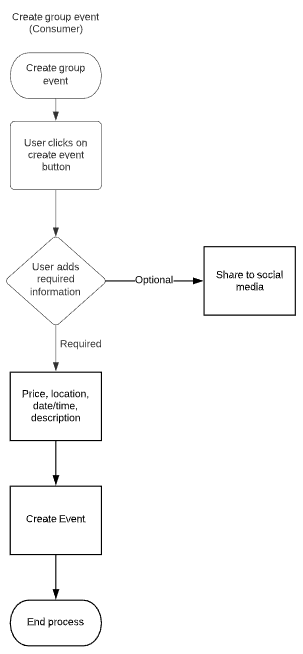 Create group event
(Consumer)
Create group
event
User clicks on
create event
button
User adds
required
information
Optional
Share to social
media
Required
Price, location,
date/time,
description
Create Event
End process